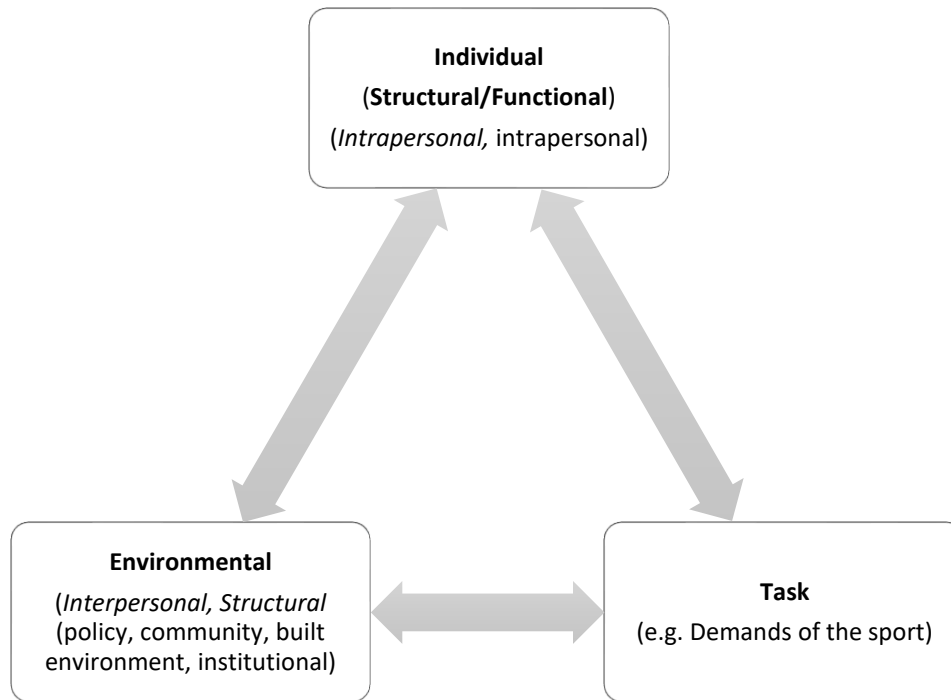 Individual
(Structural/Functional)
(Intrapersonal, intrapersonal)
Environmental
(Interpersonal, Structural
(policy, community, built
environment, institutional)
Task
(e.g. Demands of the sport)